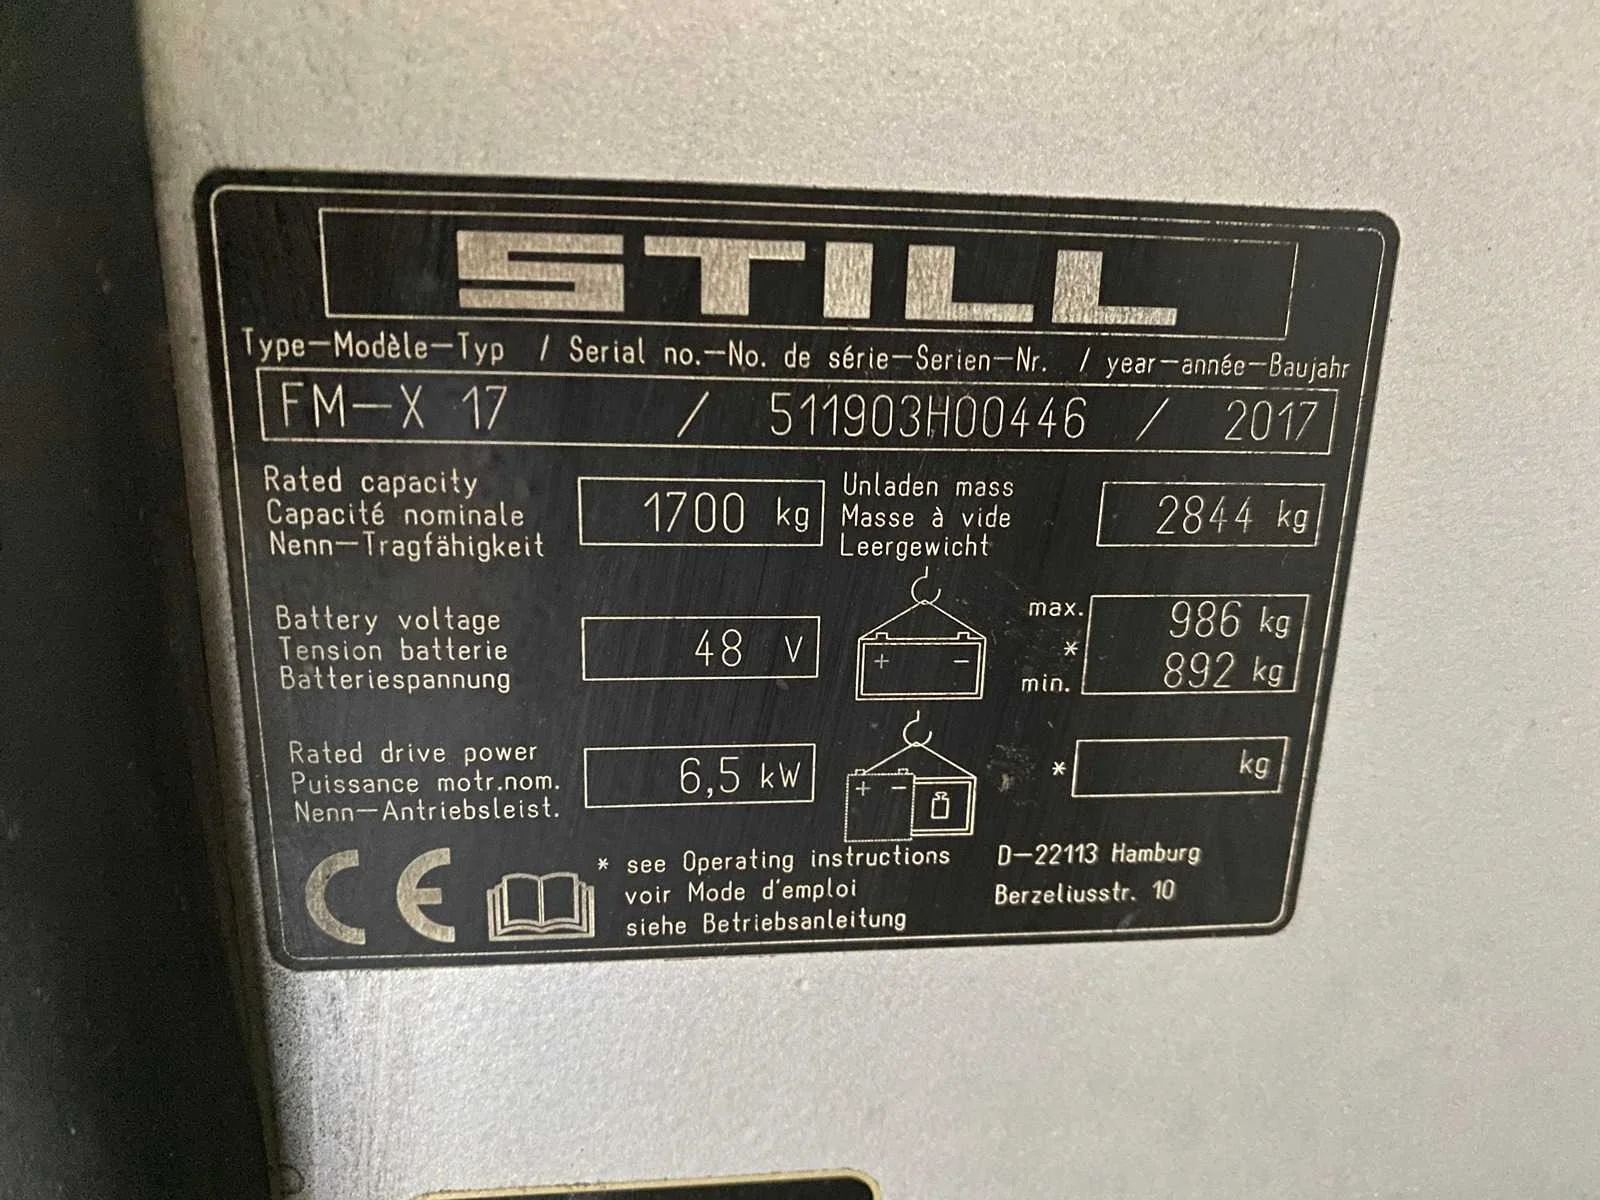 STILL
Type-Modèle-Typ / Serial no.-No. de série-Serien-Nr. / year-année-Baujahr
FM-X 17 / 511903H00446 / 2017
Rated capacity
Capacité nominale
Nenn-Tragfähigkeit
1700 kg
Unladen mass
Masse à vide
Leergewicht
2844 kg
Battery voltage
Tension batterie
Batteriespannung
48 V
+ -
max. 986 kg
*
min. 892 kg
Rated drive power
Puissance motr.nom.
Nenn-Antriebsleist.
6,5 kW
+ -
* kg
CE
* see Operating instructions
voir Mode d'emploi
siehe Betriebsanleitung
D-22113 Hamburg
Berzeliusstr. 10